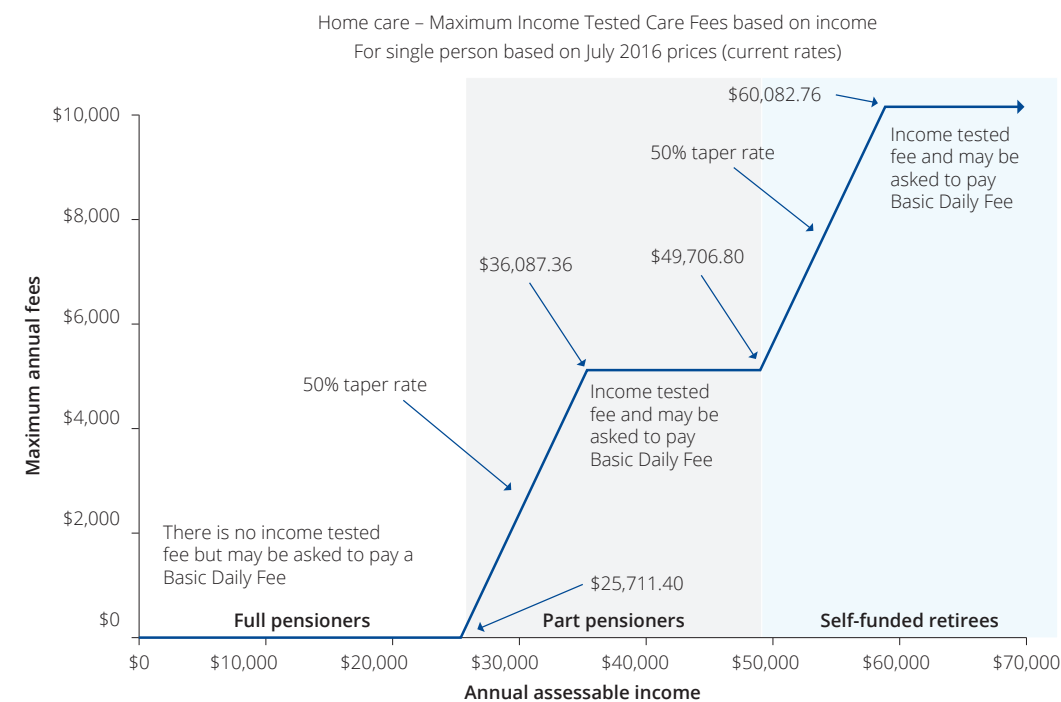 Home care – Maximum Income Tested Care Fees based on income
For single person based on July 2016 prices (current rates)
Maximum annual fees
$10,000
$8,000
$6,000
$4,000
$2,000
$0
$60,082.76
50% taper rate
Income tested
fee and may be
asked to pay
Basic Daily Fee
$36,087.36
$49,706.80
50% taper rate
Income tested
fee and may be
asked to pay
Basic Daily Fee
There is no income tested
fee but may be asked to pay a
Basic Daily Fee
$25,711.40
Full pensioners
Part pensioners
Self-funded retirees
$0
$10,000
$20,000
$30,000
$40,000
$50,000
$60,000
$70,000
Annual assessable income